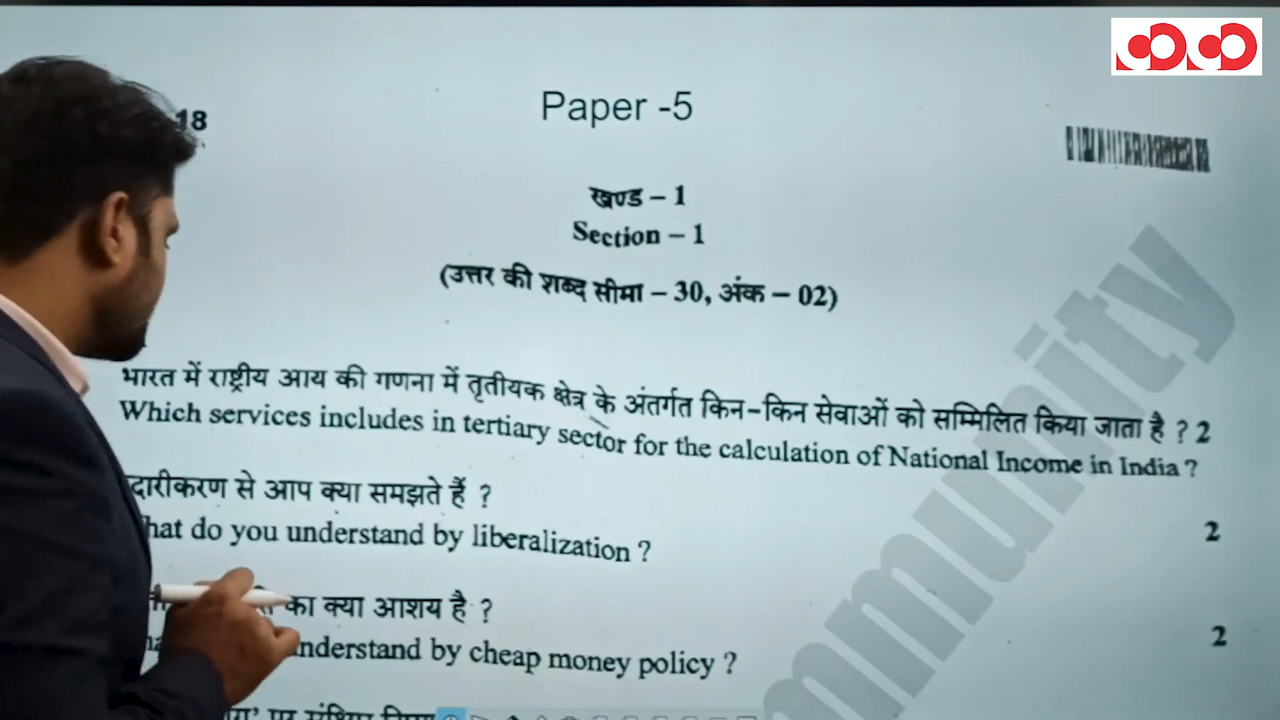 18
Paper -5
खण्ड – 1
Section – 1
(उत्तर की शब्द सीमा – 30, अंक – 02)
भारत में राष्ट्रीय आय की गणना में तृतीयक क्षेत्र के अंतर्गत किन-किन सेवाओं को सम्मिलित किया जाता है ? 2
Which services includes in tertiary sector for the calculation of National Income in India ?
दारीकरण से आप क्या समझते हैं ?
hat do you understand by liberalization ? 2
का क्या आशय है ?
nderstand by cheap money policy ? 2
mmunity